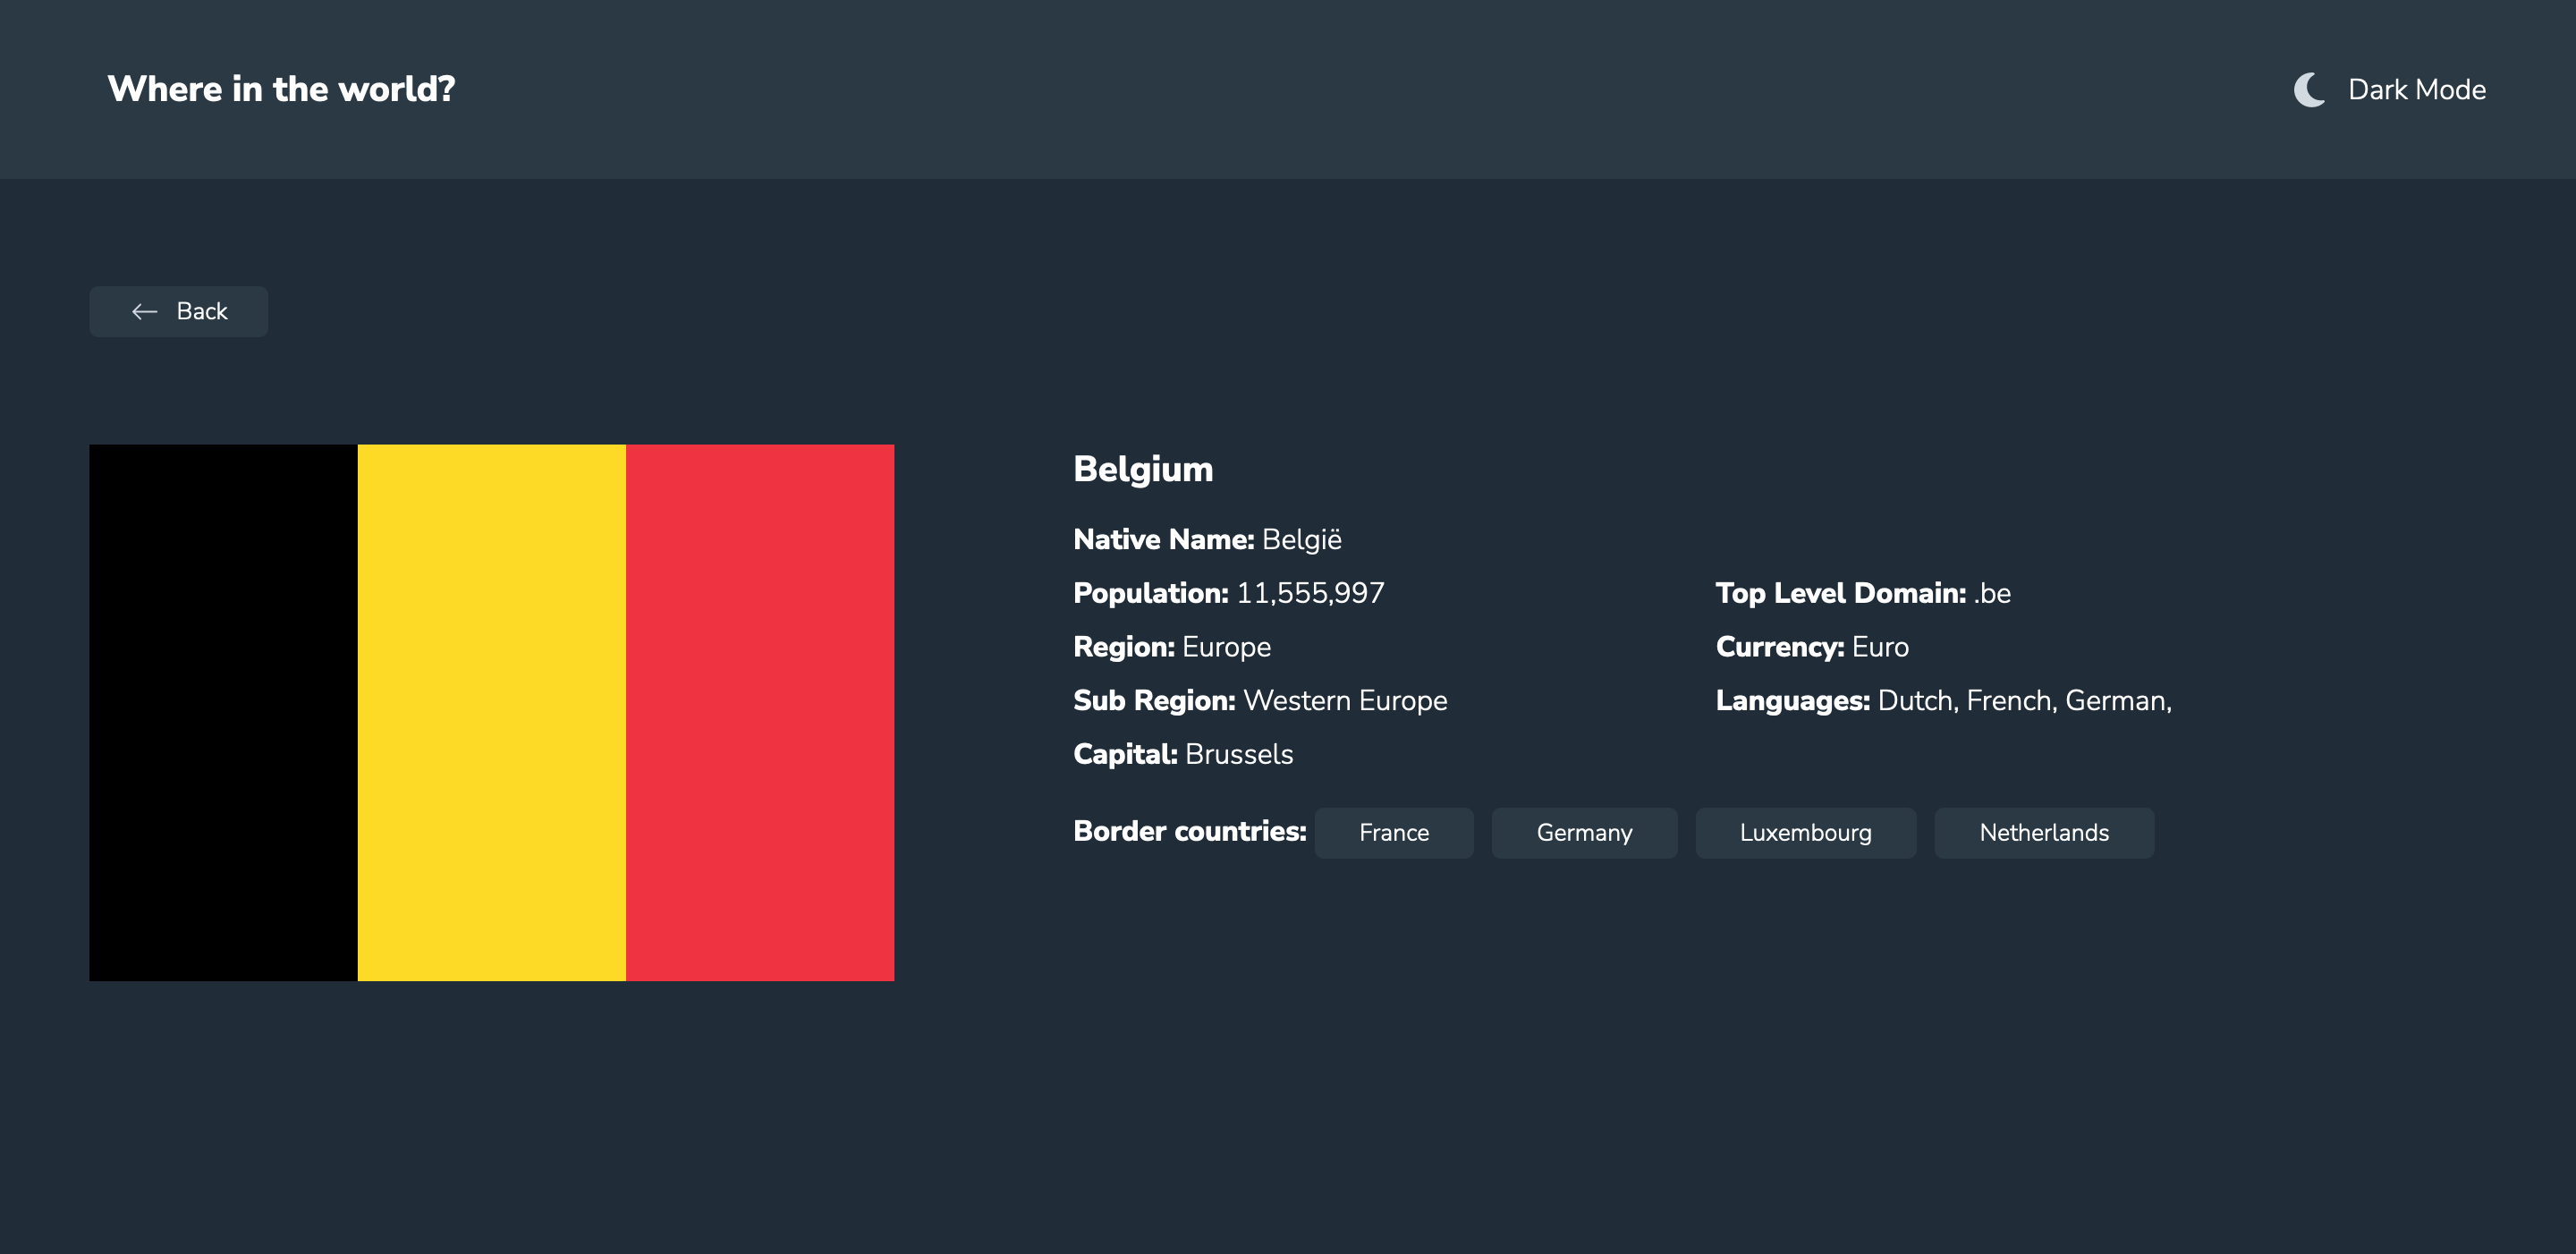 Where in the world?
Dark Mode
Back
Belgium
Native Name: België
Population: 11,555,997
Region: Europe
Sub Region: Western Europe
Capital: Brussels
Top Level Domain: .be
Currency: Euro
Languages: Dutch, French, German,
Border countries: France Germany Luxembourg Netherlands